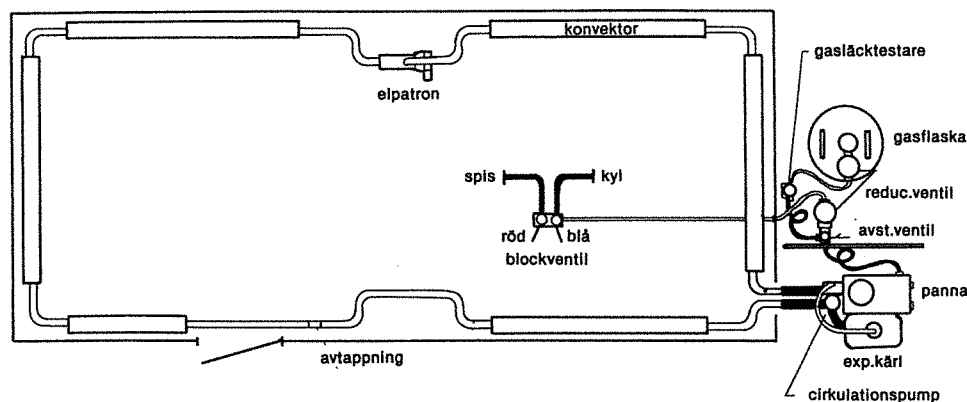 konvektor
gasläcktestare
elpatron
gasflaska
spis
kyl
reduc.ventil
röd
blå
avst.ventil
blockventil
panna
avtappning
exp.kärl
cirkulationspump